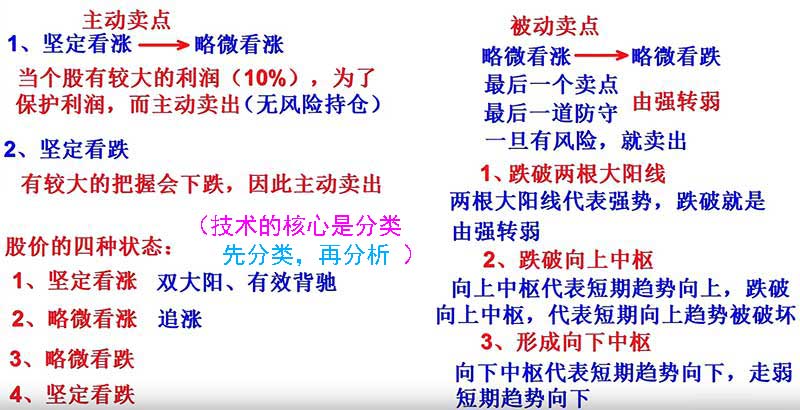 主动卖点
1、坚定看涨 → 略微看涨
当个股有较大的利润（10%），为了
保护利润，而主动卖出（无风险持仓）
2、坚定看跌
有较大的把握会下跌，因此主动卖出
（技术的核心是分类
先分类，再分析 ）
股价的四种状态：
1、坚定看涨 双大阳、有效背驰
2、略微看涨 追涨
3、略微看跌
4、坚定看跌
被动卖点
略微看涨 → 略微看跌
最后一个卖点
最后一道防守
由强转弱
一旦有风险，就卖出
1、跌破两根大阳线
两根大阳线代表强势，跌破就是
由强转弱
2、跌破向上中枢
向上中枢代表短期趋势向上，跌破
向上中枢，代表短期向上趋势被破坏
3、形成向下中枢
向下中枢代表短期趋势向下，走弱
短期趋势向下